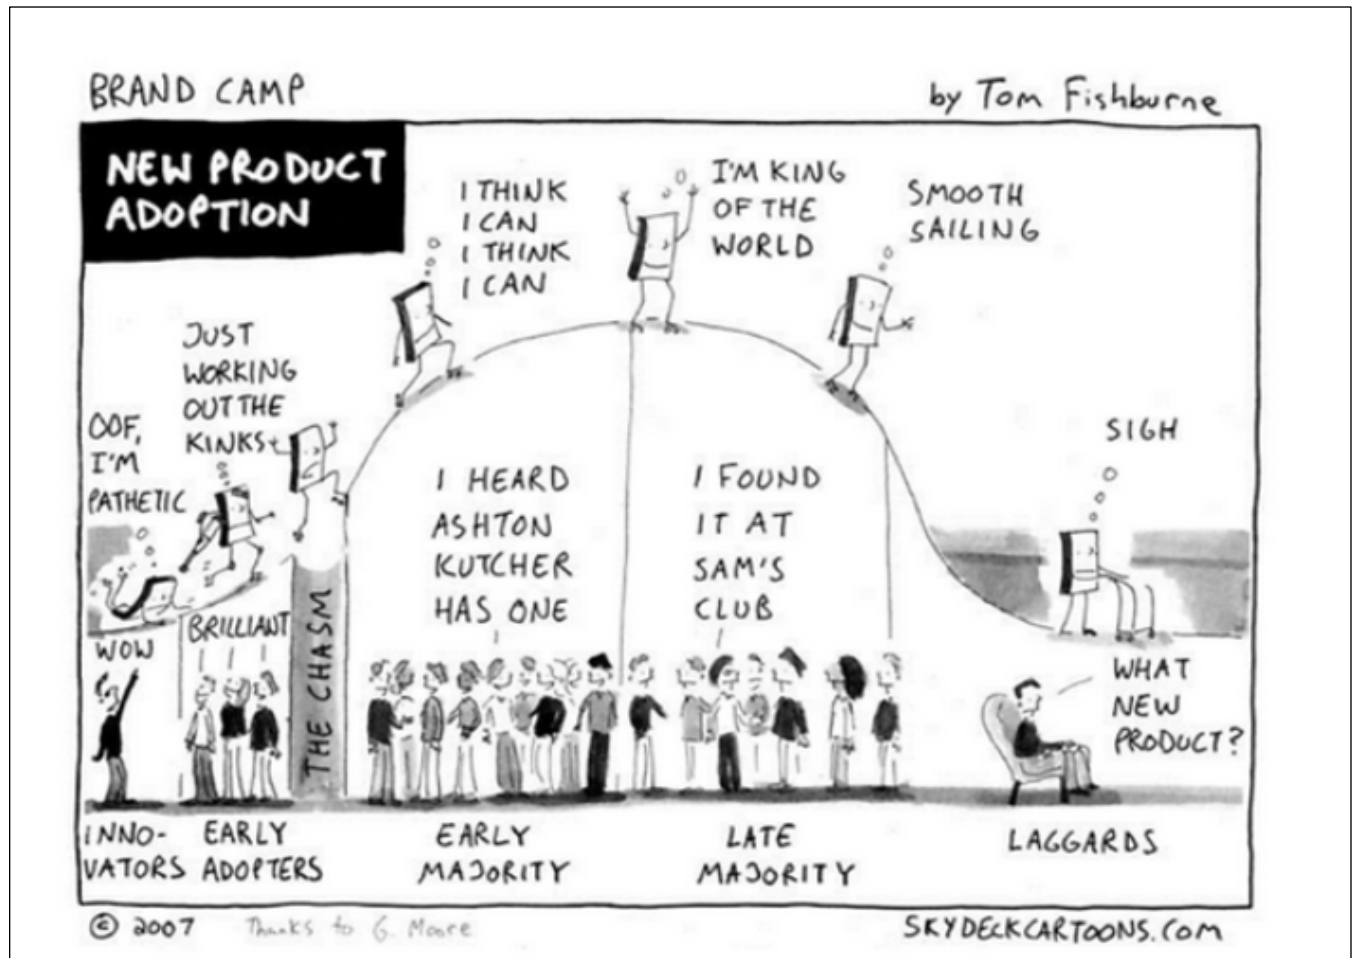 BRAND CAMP
by Tom Fishburne
NEW PRODUCT
ADOPTION
OOF,
I'M
PATHETIC
JUST
WORKING
OUT THE
KINKS
I THINK
I CAN
I THINK
I CAN
I'M KING
OF THE
WORLD
SMOOTH
SAILING
SIGH
WOW
BRILLIANT
THE CHASM
I HEARD
ASHTON
KUTCHER
HAS ONE
I FOUND
IT AT
SAM'S
CLUB
WHAT
NEW
PRODUCT?
INNO-
VATORS
EARLY
ADOPTERS
EARLY
MAJORITY
LATE
MAJORITY
LAGGARDS
© 2007
Thanks to G. Moore
SKYDECKCARTOONS.COM